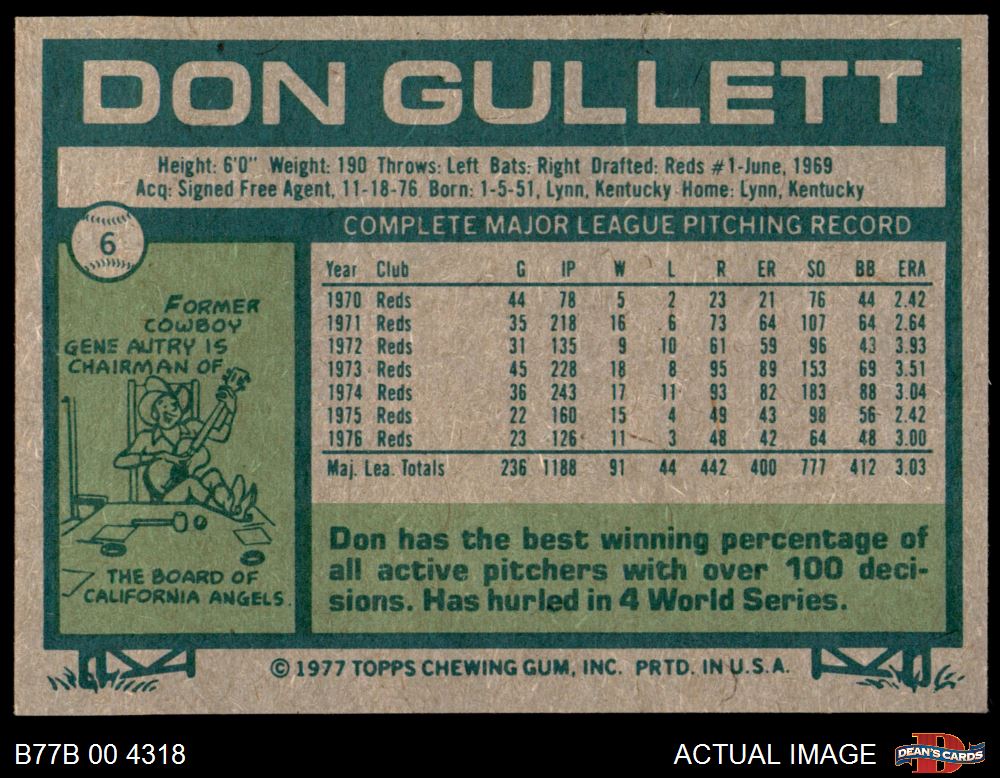 DON GULLETT
Height: 6'0" Weight: 190 Throws: Left Bats: Right Drafted: Reds #1-June, 1969
Acq: Signed Free Agent, 11-18-76 Born: 1-5-51, Lynn, Kentucky Home: Lynn, Kentucky
6
COMPLETE MAJOR LEAGUE PITCHING RECORD
Year Club G IP W L R ER SO BB ERA
1970 Reds 44 78 5 2 23 21 76 44 2.42
1971 Reds 35 218 16 6 73 64 107 64 2.64
1972 Reds 31 135 9 10 61 59 96 43 3.93
1973 Reds 45 228 18 8 95 89 153 69 3.51
1974 Reds 36 243 17 11 93 82 183 88 3.04
1975 Reds 22 160 15 4 49 43 98 56 2.42
1976 Reds 23 126 11 3 48 42 64 48 3.00
Maj. Lea. Totals 236 1188 91 44 442 400 777 412 3.03
FORMER
COWBOY
GENE AUTRY IS
CHAIRMAN OF
THE BOARD OF
CALIFORNIA ANGELS.
Don has the best winning percentage of
all active pitchers with over 100 deci-
sions. Has hurled in 4 World Series.
© 1977 TOPPS CHEWING GUM, INC. PRTD. IN U.S.A.
B77B 00 4318
ACTUAL IMAGE
DEAN'S CARDS